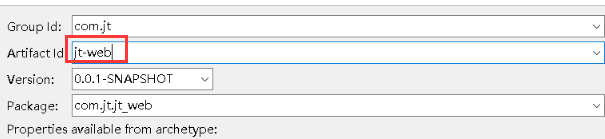 Group Id: com.jt
Artifact Id jt-web
Version: 0.0.1-SNAPSHOT
Package: com.jt.jt_web
Properties available from archetype: